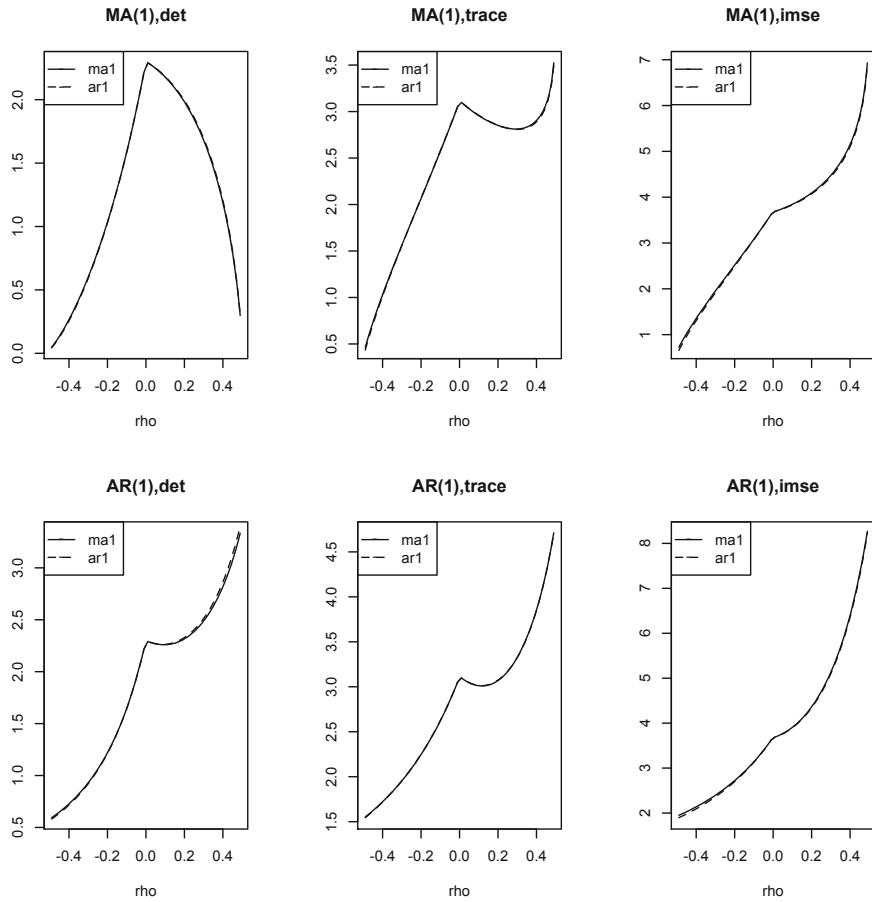 MA(1),det
MA(1),trace
MA(1),imse
ma1
ar1
0.0
0.5
1.0
1.5
2.0
-0.4
-0.2
0.0
0.2
0.4
rho
ma1
ar1
0.5
1.0
1.5
2.0
2.5
3.0
3.5
-0.4
-0.2
0.0
0.2
0.4
rho
ma1
ar1
1
2
3
4
5
6
7
-0.4
-0.2
0.0
0.2
0.4
rho
AR(1),det
AR(1),trace
AR(1),imse
ma1
ar1
0.5
1.0
1.5
2.0
2.5
3.0
-0.4
-0.2
0.0
0.2
0.4
rho
ma1
ar1
1.5
2.0
2.5
3.0
3.5
4.0
4.5
-0.4
-0.2
0.0
0.2
0.4
rho
ma1
ar1
2
3
4
5
6
7
8
-0.4
-0.2
0.0
0.2
0.4
rho